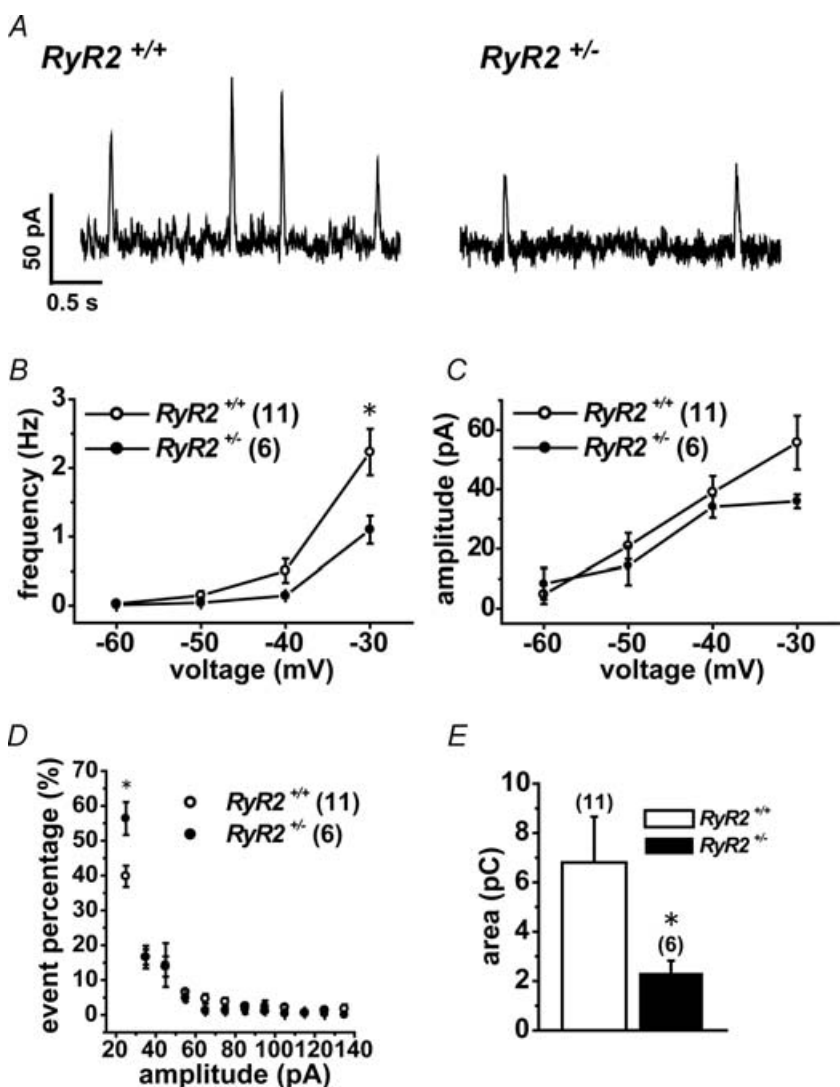 A
RyR2 +/+
RyR2 +/-
50 pA
0.5 s
B
frequency (Hz)
3
2
1
0
RyR2 +/+ (11)
RyR2 +/- (6)
*
-60 -50 -40 -30
voltage (mV)
C
amplitude (pA)
60
40
20
0
RyR2 +/+ (11)
RyR2 +/- (6)
-60 -50 -40 -30
voltage (mV)
D
event percentage (%)
70
60
50
40
30
20
10
0
*
RyR2 +/+ (11)
RyR2 +/- (6)
20 40 60 80 100 120 140
amplitude (pA)
E
area (pC)
10
8
6
4
2
0
(11)
RyR2 +/+
RyR2 +/-
*
(6)